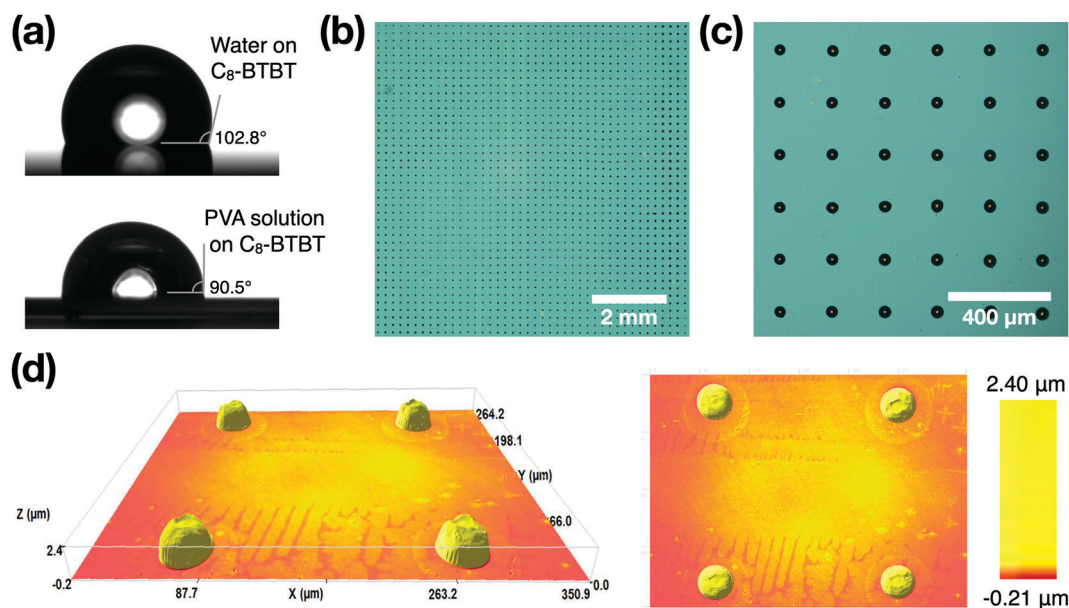 (a)
Water on
C₈-BTBT
102.8°
PVA solution
on C₈-BTBT
90.5°
(b)
2 mm
(c)
400 µm
(d)
264.2
198.1
Y (µm)
66.0
Z (µm)
2.4
-0.2
87.7
X (µm)
263.2
350.9
0.0
2.40 µm
-0.21 µm